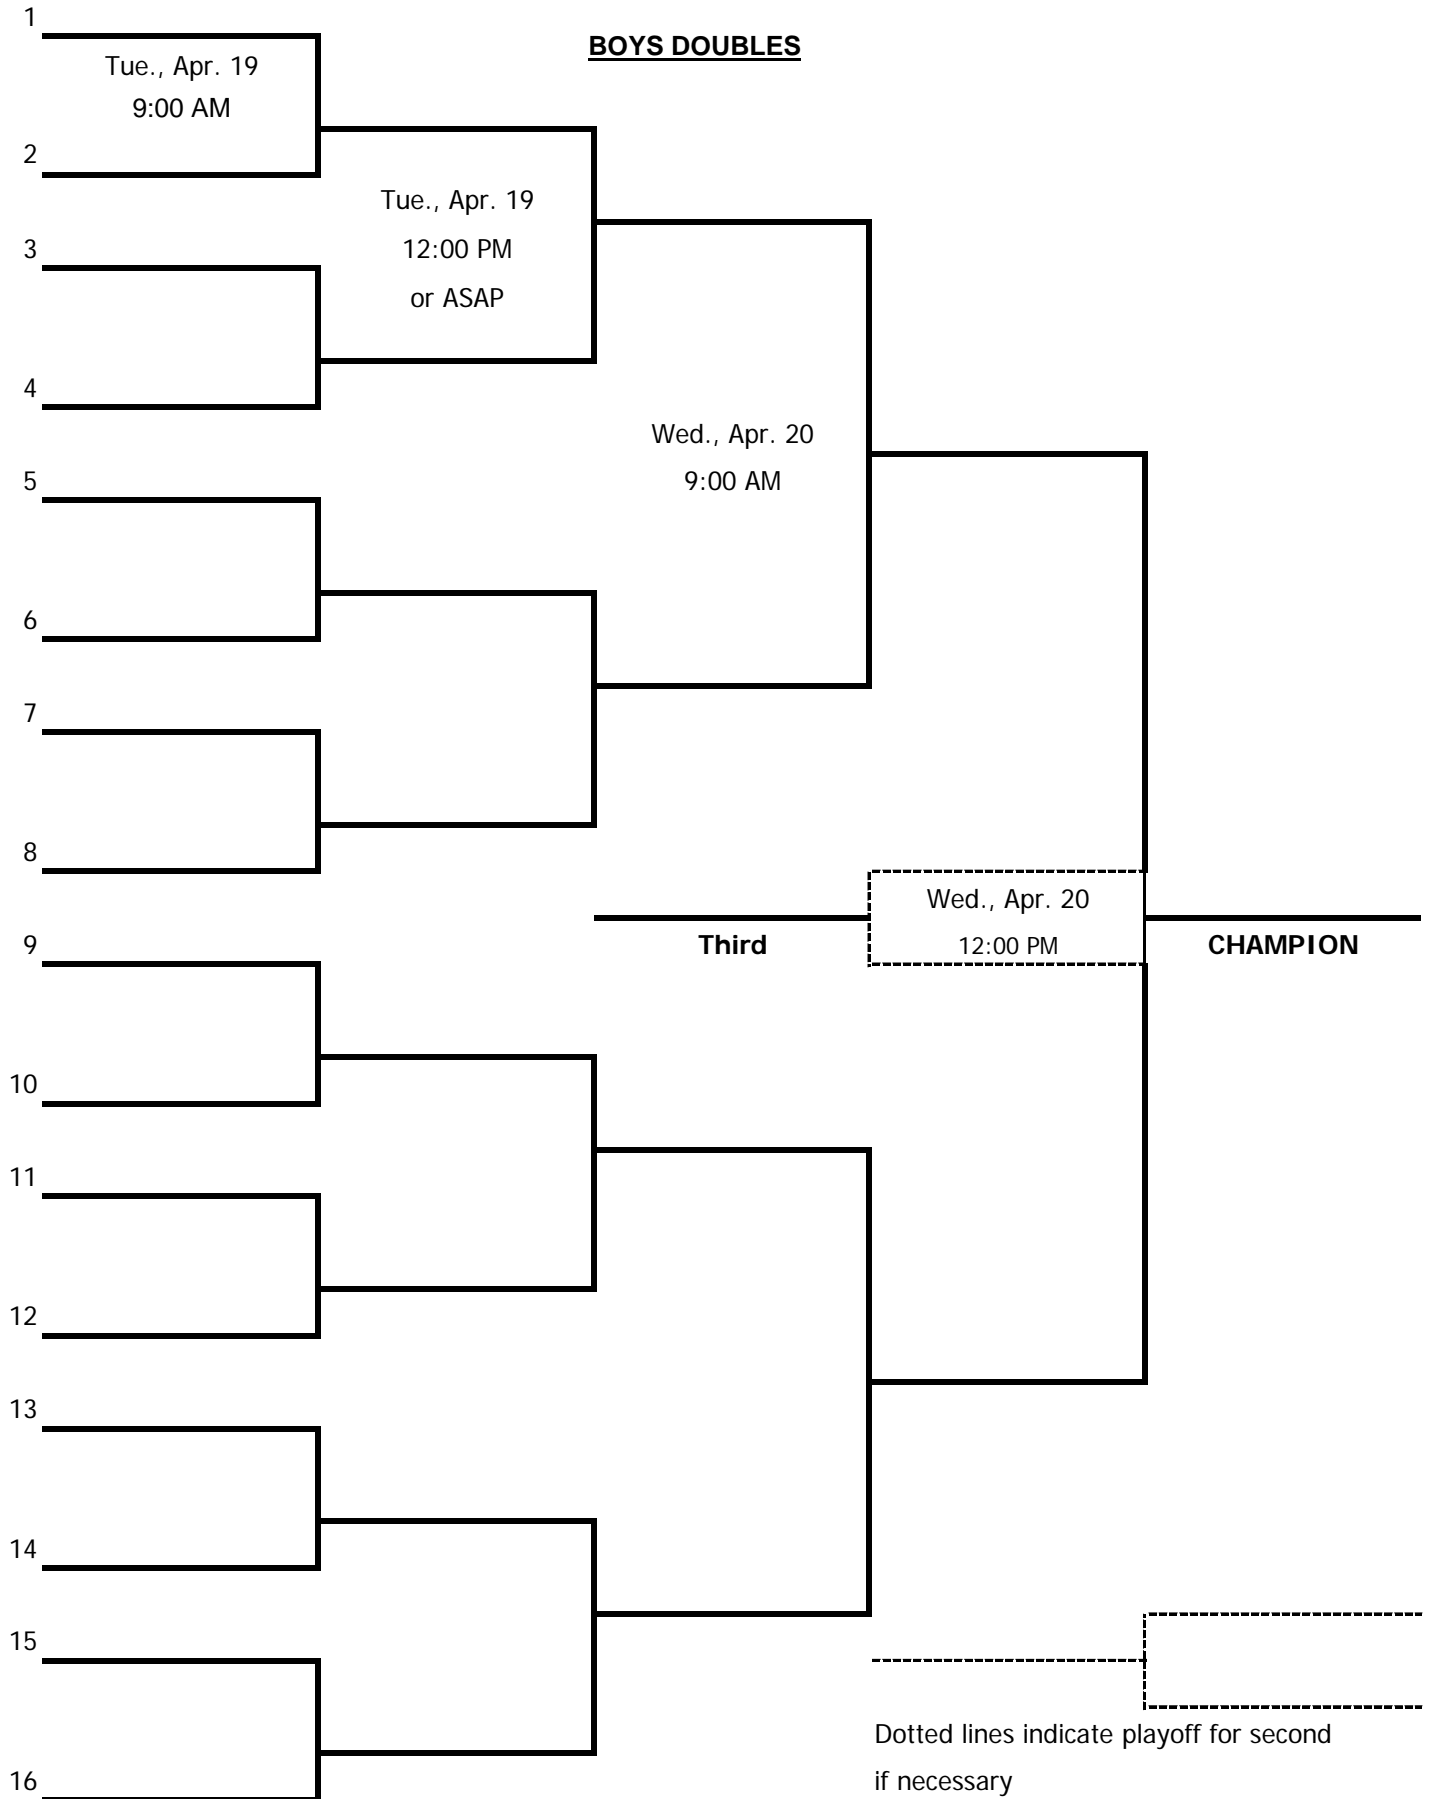 1
BOYS DOUBLES
Tue., Apr. 19
9:00 AM
2
Tue., Apr. 19
3
12:00 PM
or ASAP
4
Wed., Apr. 20
5
9:00 AM
6
7
8
Wed., Apr. 20
9
Third
12:00 PM
CHAMPION
10
11
12
13
14
15
Dotted lines indicate playoff for second
if necessary
16